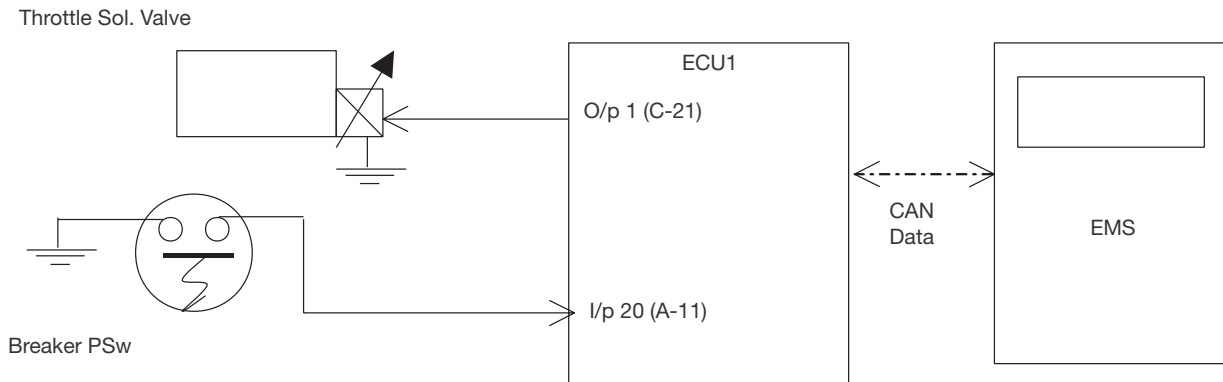 Throttle Sol. Valve
ECU1
O/p 1 (C-21)
CAN
Data
EMS
I/p 20 (A-11)
Breaker PSw